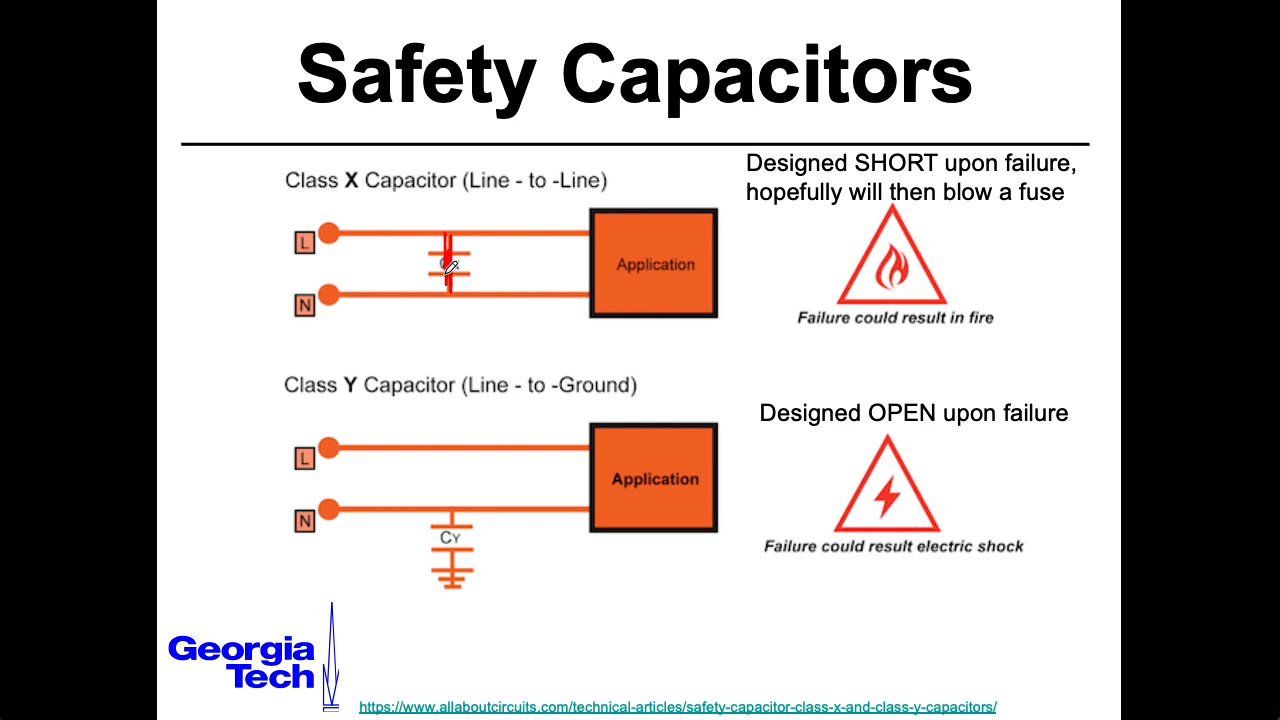 Safety Capacitors
Designed SHORT upon failure,
hopefully will then blow a fuse
Class X Capacitor (Line - to -Line)
L
N
Application
Failure could result in fire
Class Y Capacitor (Line - to -Ground)
Designed OPEN upon failure
L
N
CY
Application
Failure could result electric shock
Georgia
Tech
https://www.allaboutcircuits.com/technical-articles/safety-capacitor-class-x-and-class-y-capacitors/